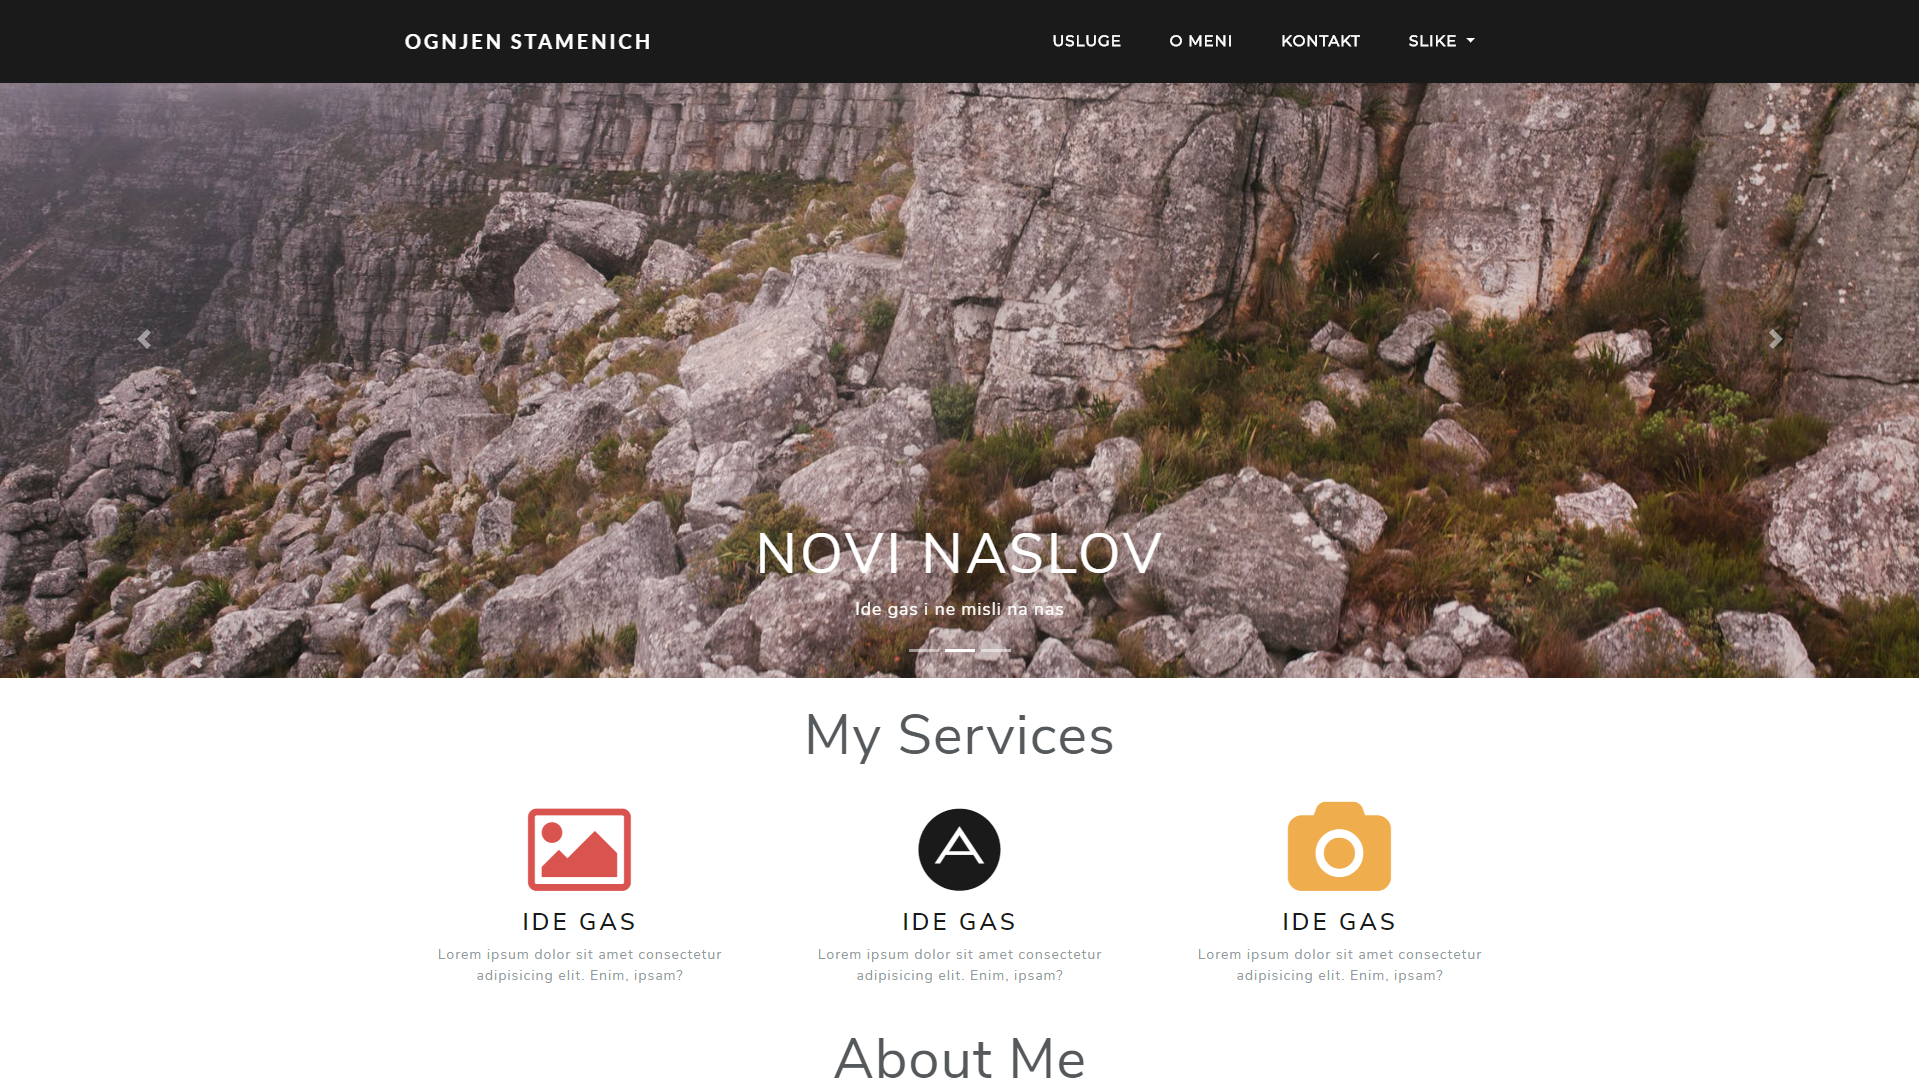 OGNJEN STAMENICH
USLUGE
O MENI
KONTAKT
SLIKE
NOVI NASLOV
Ide gas i ne misli na nas
My Services
IDE GAS
Lorem ipsum dolor sit amet consectetur
adipisicing elit. Enim, ipsam?
IDE GAS
Lorem ipsum dolor sit amet consectetur
adipisicing elit. Enim, ipsam?
IDE GAS
Lorem ipsum dolor sit amet consectetur
adipisicing elit. Enim, ipsam?
About Me